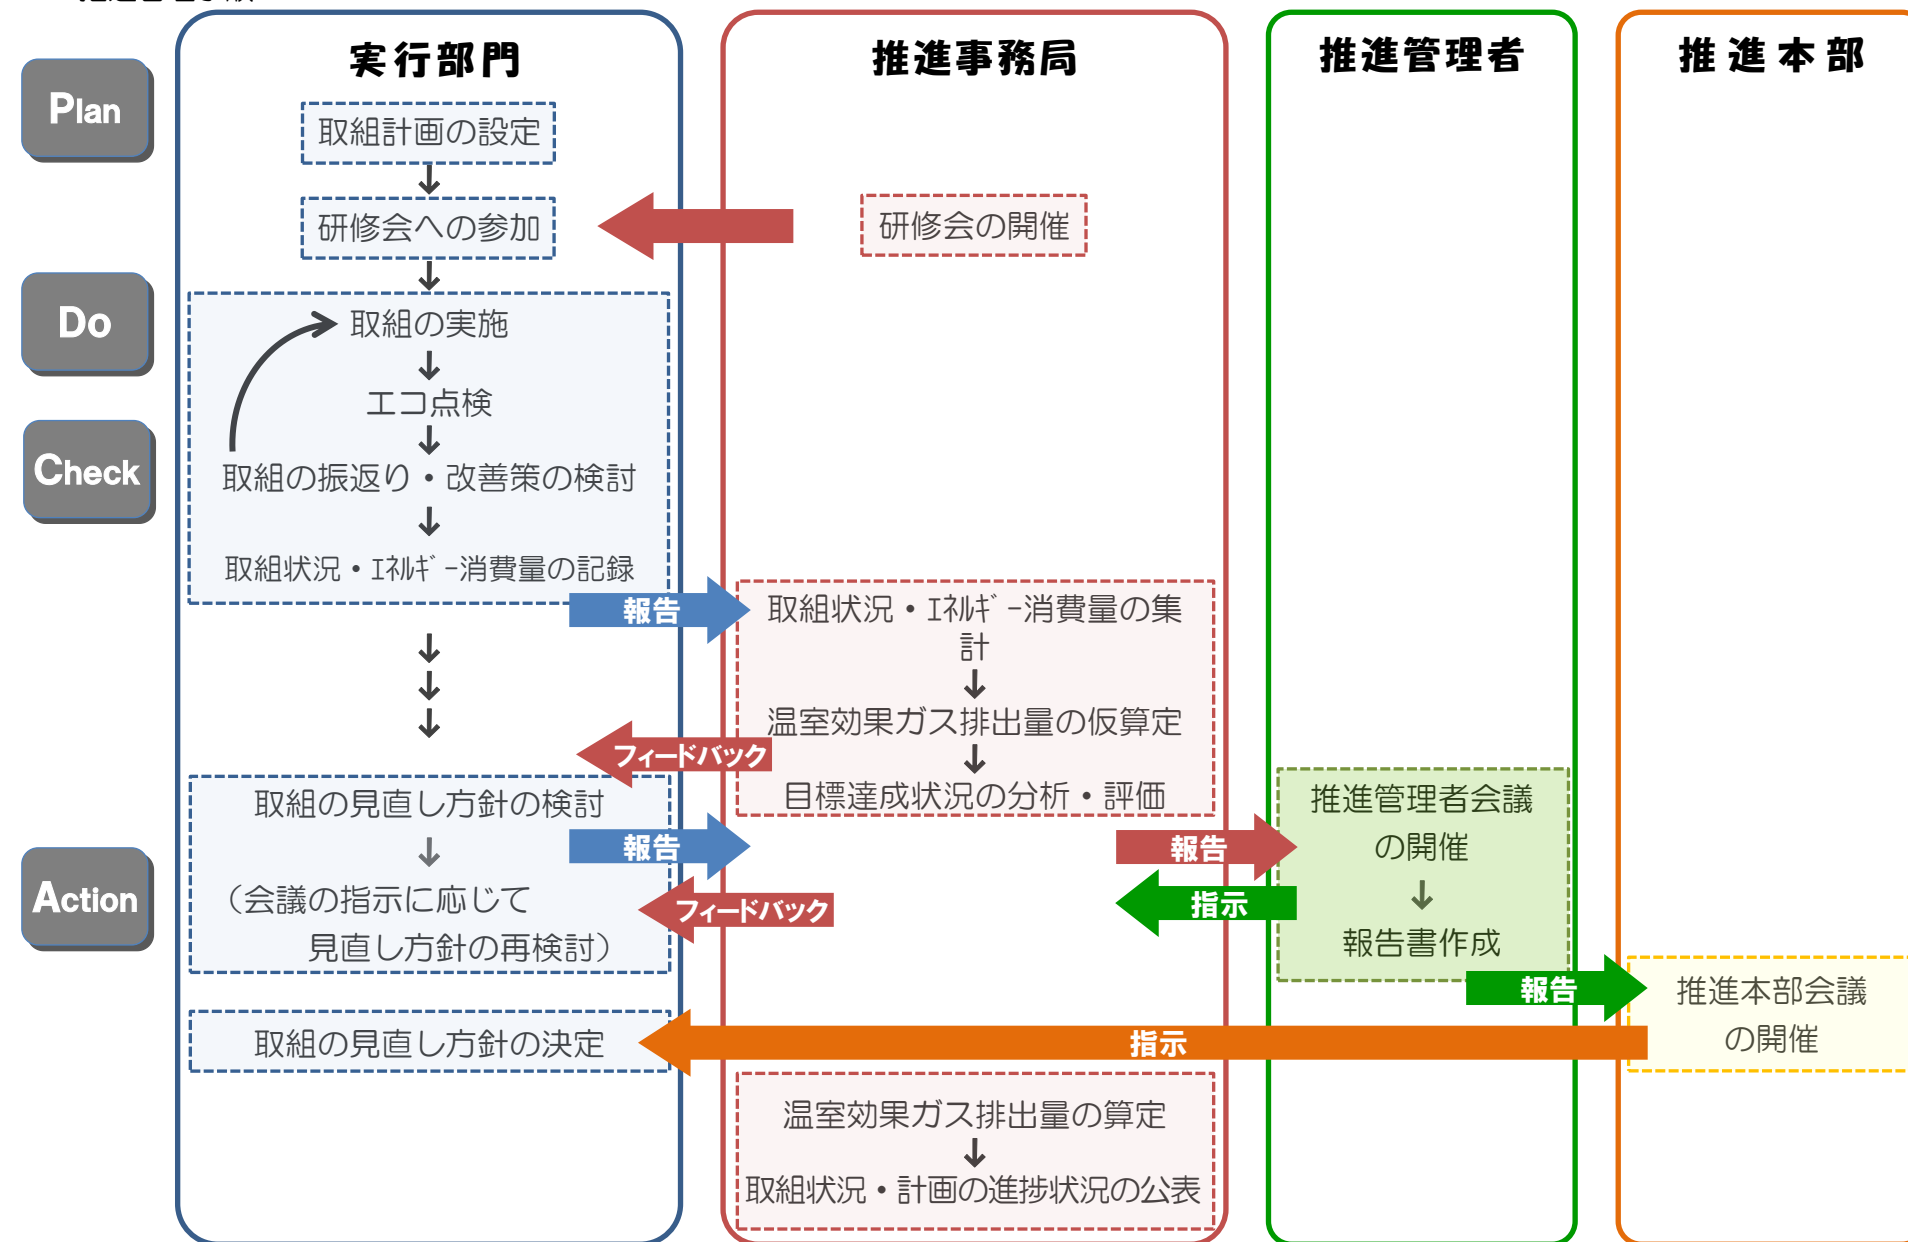 実行部門
推進事務局
推進管理者
推進本部
Plan
取組計画の設定
研修会への参加
研修会の開催
Do
取組の実施
エコ点検
Check
取組の振返り・改善策の検討
取組状況・ｴﾈﾙｷﾞｰ消費量の記録
報告
取組状況・ｴﾈﾙｷﾞｰ消費量の集
計
温室効果ガス排出量の仮算定
フィードバック
目標達成状況の分析・評価
取組の見直し方針の検討
報告
報告
推進管理者会議
の開催
Action
（会議の指示に応じて
見直し方針の再検討）
フィードバック
指示
報告書作成
報告
推進本部会議
の開催
取組の見直し方針の決定
指示
温室効果ガス排出量の算定
取組状況・計画の進捗状況の公表